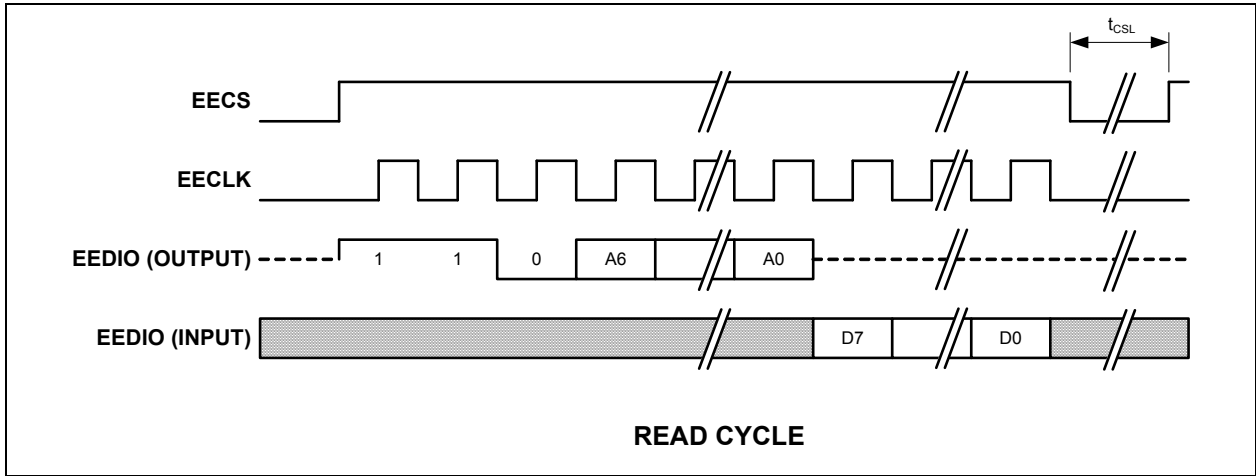 tCSL
EECS
EECLK
EEDIO (OUTPUT) 1 1 0 A6 A0
EEDIO (INPUT) D7 D0
READ CYCLE